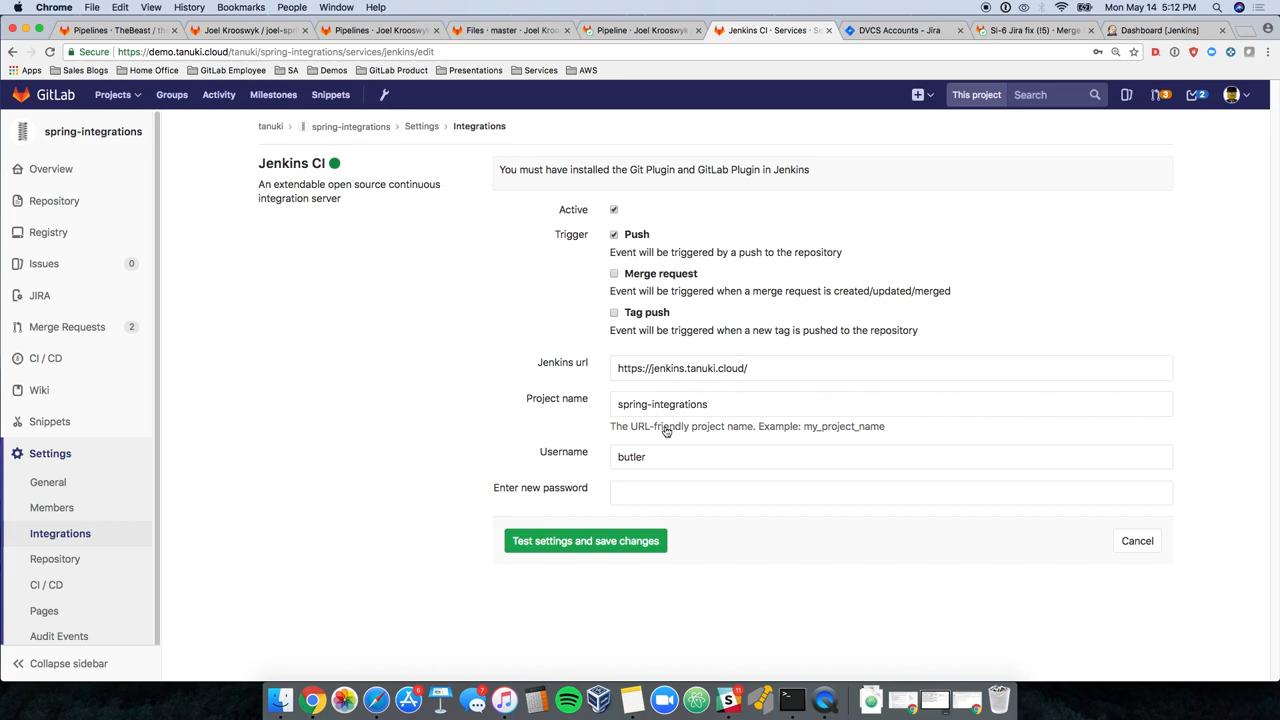 Chrome File Edit View History Bookmarks People Window Help
Mon May 14 5:12 PM
Pipelines · TheBeast / th
Joel Krooswyk / joel-spr
Pipelines · Joel Krooswyk
Files · master · Joel Kroo
Pipeline · Joel Krooswyk
Jenkins CI · Services · Se
DVCS Accounts - Jira
SI-6 Jira fix (!5) · Merge
Dashboard [Jenkins]
Secure https://demo.tanuki.cloud/tanuki/spring-integrations/services/jenkins/edit
Apps Sales Blogs Home Office GitLab Employee SA Demos GitLab Product Presentations Services AWS
GitLab Projects Groups Activity Milestones Snippets
This project Search 3 2
spring-integrations
tanuki › spring-integrations › Settings › Integrations
Jenkins CI
An extendable open source continuous
integration server
You must have installed the Git Plugin and GitLab Plugin in Jenkins
Active
Trigger Push
Event will be triggered by a push to the repository
Merge request
Event will be triggered when a merge request is created/updated/merged
Tag push
Event will be triggered when a new tag is pushed to the repository
Jenkins url https://jenkins.tanuki.cloud/
Project name spring-integrations
The URL-friendly project name. Example: my_project_name
Username butler
Enter new password
Test settings and save changes
Cancel
Overview
Repository
Registry
Issues 0
JIRA
Merge Requests 2
CI / CD
Wiki
Snippets
Settings
General
Members
Integrations
Repository
CI / CD
Pages
Audit Events
Collapse sidebar